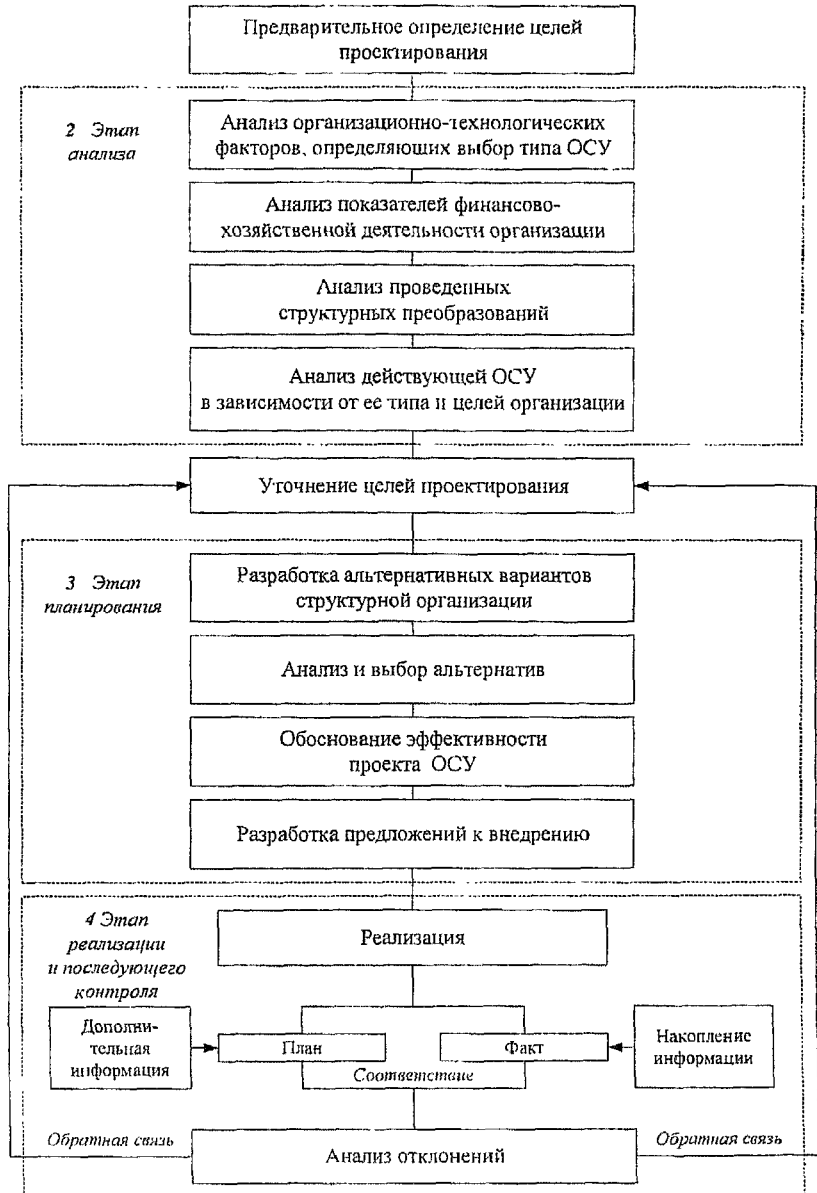 Предварительное определение целей
проектирования
2 Этап
анализа
Анализ организационно-технологических
факторов, определяющих выбор типа ОСУ
Анализ показателей финансово-
хозяйственной деятельности организации
Анализ проведенных
структурных преобразований
Анализ действующей ОСУ
в зависимости от ее типа и целей организации
Уточнение целей проектирования
3 Этап
планирования
Разработка альтернативных вариантов
структурной организации
Анализ и выбор альтернатив
Обоснование эффективности
проекта ОСУ
Разработка предложений к внедрению
4 Этап
реализации
и последующего
контроля
Реализация
Дополни-
тельная
информация
План
Факт
Соответствие
Накопление
информации
Обратная связь
Анализ отклонений
Обратная связь